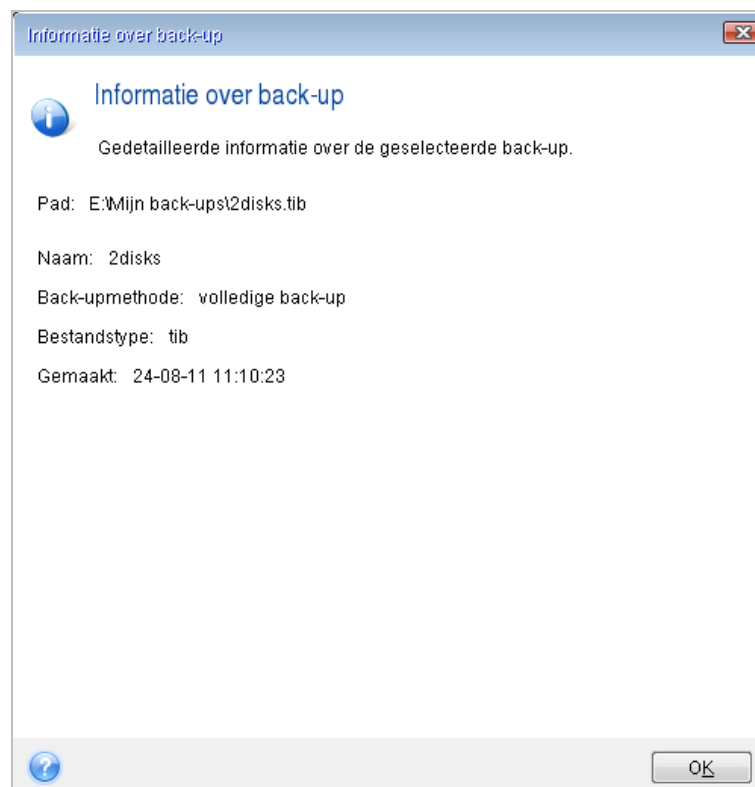 Informatie over back-up
Informatie over back-up
Gedetailleerde informatie over de geselecteerde back-up.
Pad: E:\Mijn back-ups\2disks.tib
Naam: 2disks
Back-upmethode: volledige back-up
Bestandstype: tib
Gemaakt: 24-08-11 11:10:23
OK